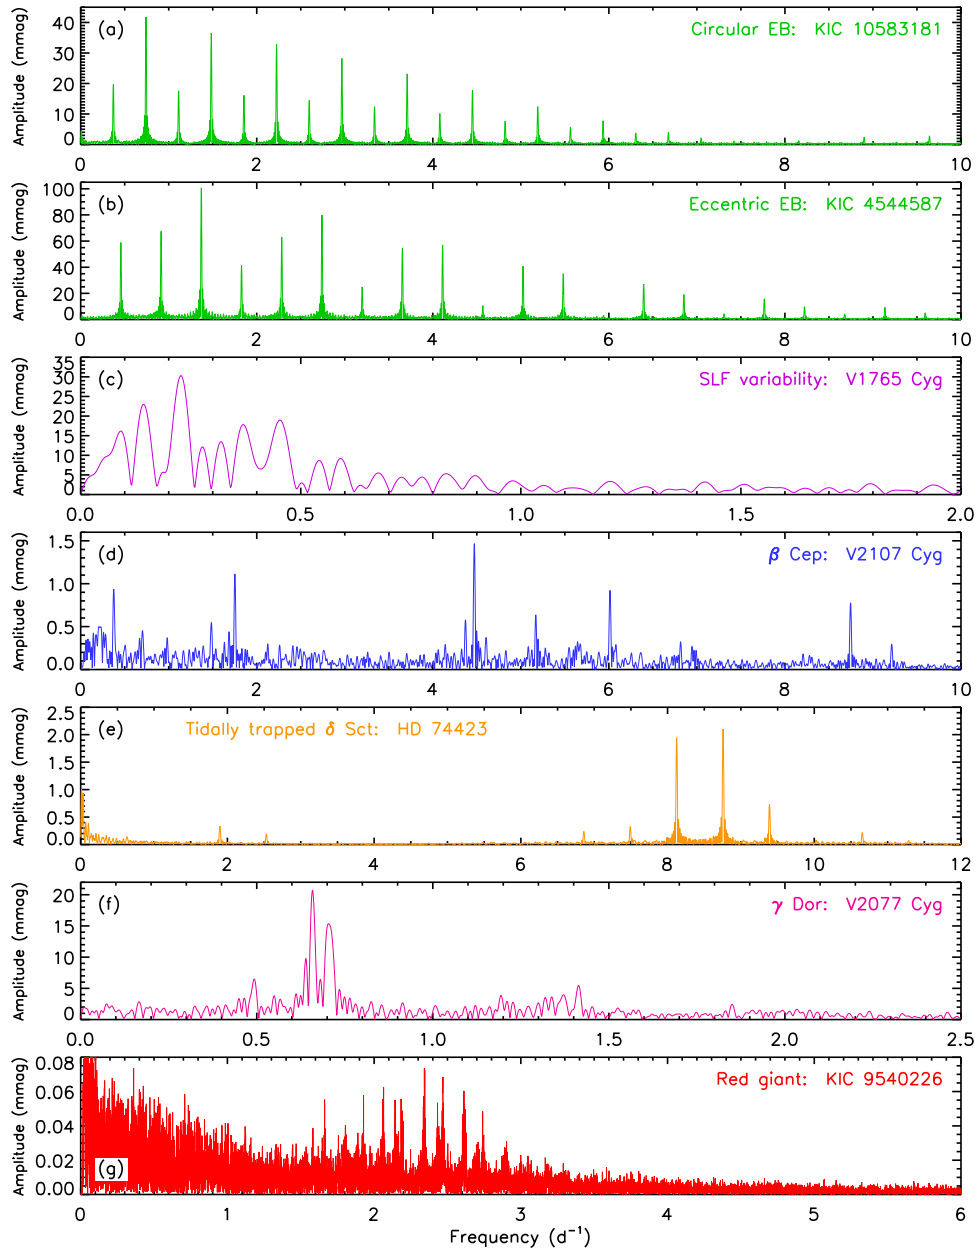 (a)
Circular EB: KIC 10583181
Amplitude (mmag)
40
30
20
10
0
0 2 4 6 8 10
(b)
Eccentric EB: KIC 4544587
Amplitude (mmag)
100
80
60
40
20
0
0 2 4 6 8 10
(c)
SLF variability: V1765 Cyg
Amplitude (mmag)
35
30
25
20
15
10
5
0
0.0 0.5 1.0 1.5 2.0
(d)
β Cep: V2107 Cyg
Amplitude (mmag)
1.5
1.0
0.5
0.0
0 2 4 6 8 10
(e)
Tidally trapped δ Sct: HD 74423
Amplitude (mmag)
2.5
2.0
1.5
1.0
0.5
0.0
0 2 4 6 8 10 12
(f)
γ Dor: V2077 Cyg
Amplitude (mmag)
20
15
10
5
0
0.0 0.5 1.0 1.5 2.0 2.5
Red giant: KIC 9540226
Amplitude (mmag)
0.08
0.06
0.04
0.02
0.00
(g)
0 1 2 3 4 5 6
Frequency (d⁻¹)